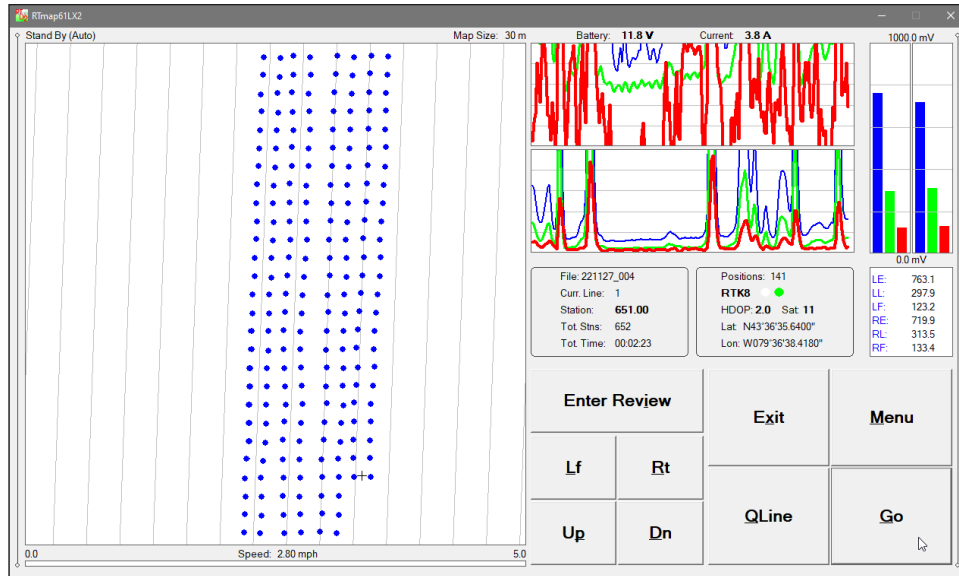 RTmap61LX2
Stand By (Auto)
Map Size: 30 m
Battery: 11.8 V
Current: 3.8 A
1000.0 mV
0.0 mV
File: 221127_004
Curr. Line: 1
Station: 651.00
Tot. Stns: 652
Tot. Time: 00:02:23
Positions: 141
RTK8
HDOP: 2.0 Sat: 11
Lat: N43°36'35.6400"
Lon: W079°36'38.4180"
LE: 763.1
LL: 297.9
LF: 123.2
RE: 719.9
RL: 313.5
RF: 133.4
Enter Review
Exit
Menu
Lf
Rt
Up
Dn
QLine
Go
0.0
Speed: 2.80 mph
5.0